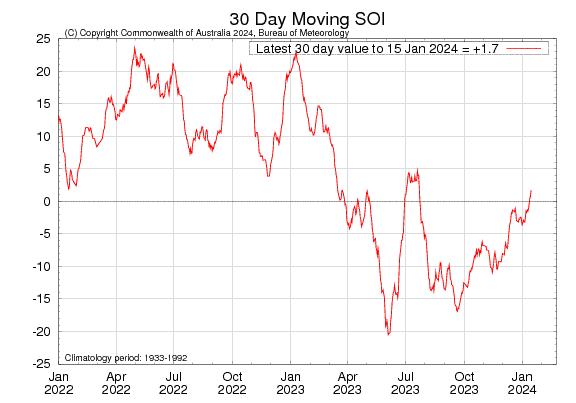 30 Day Moving SOI
(C) Copyright Commonwealth of Australia 2024, Bureau of Meteorology
Latest 30 day value to 15 Jan 2024 = +1.7
25
20
15
10
5
0
-5
-10
-15
-20
-25
Climatology period: 1933-1992
Jan Apr Jul Oct Jan Apr Jul Oct Jan
2022 2022 2022 2022 2023 2023 2023 2023 2024